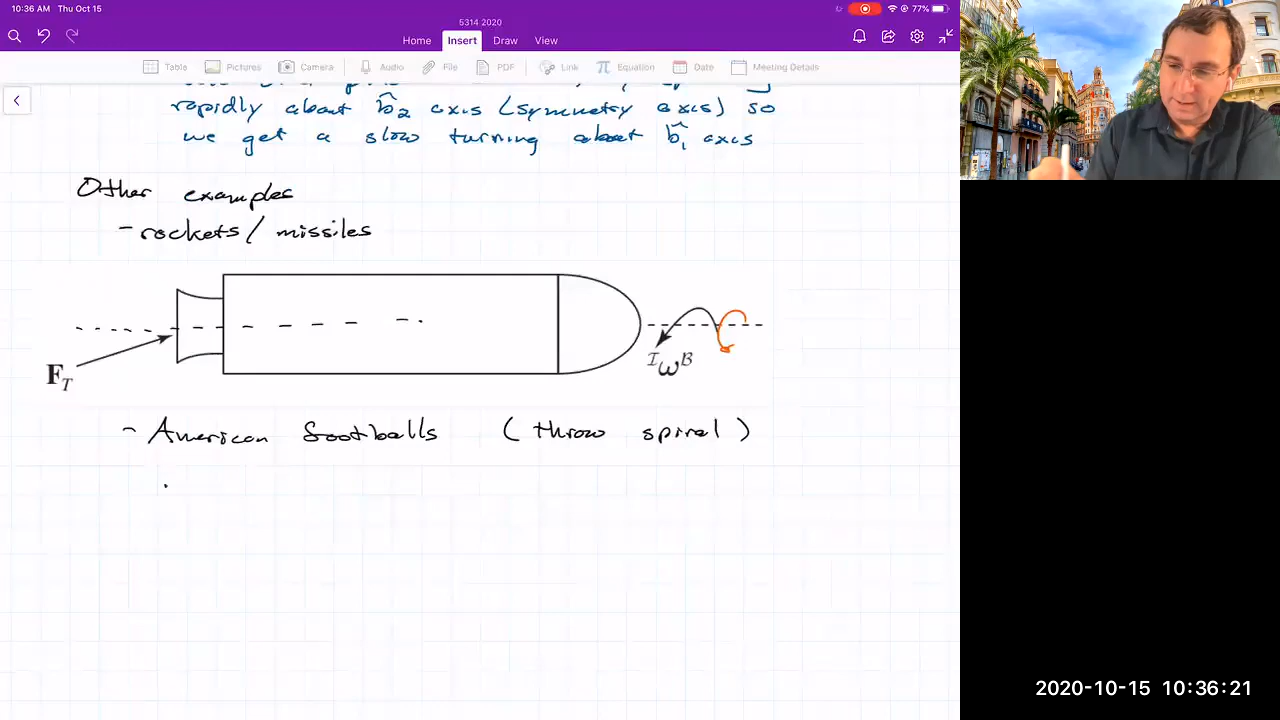 10:36 AM Thu Oct 15
77%
5314 2020
Home Insert Draw View
Table Pictures Camera Audio File PDF Link Equation Date Meeting Details
rapidly about b̂₂ axis (symmetry axis) so
we get a slow turning about b̂₁ axis
Other examples
- rockets / missiles
F_T
ᴵωᴮ
- American footballs (throw spiral)
2020-10-15 10:36:21